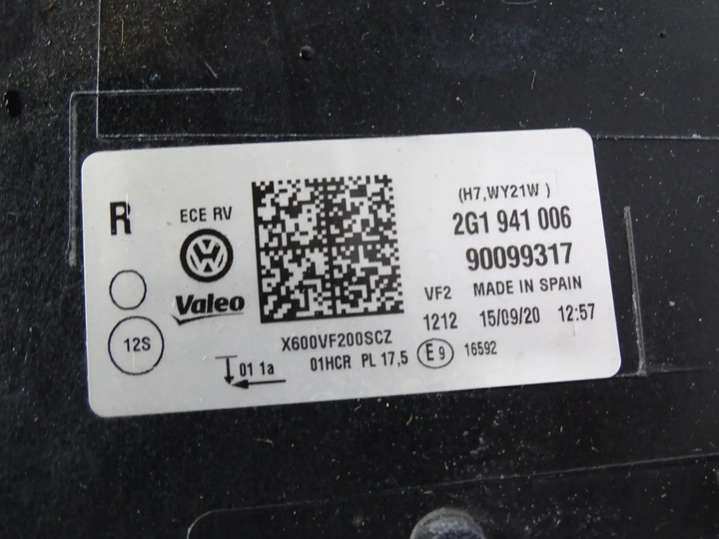 R
ECE RV
Valeo
12S
(H7,WY21W )
2G1 941 006
90099317
VF2 MADE IN SPAIN
1212 15/09/20 12:57
X600VF200SCZ
01HCR PL 17,5 E9 16592
01 1a